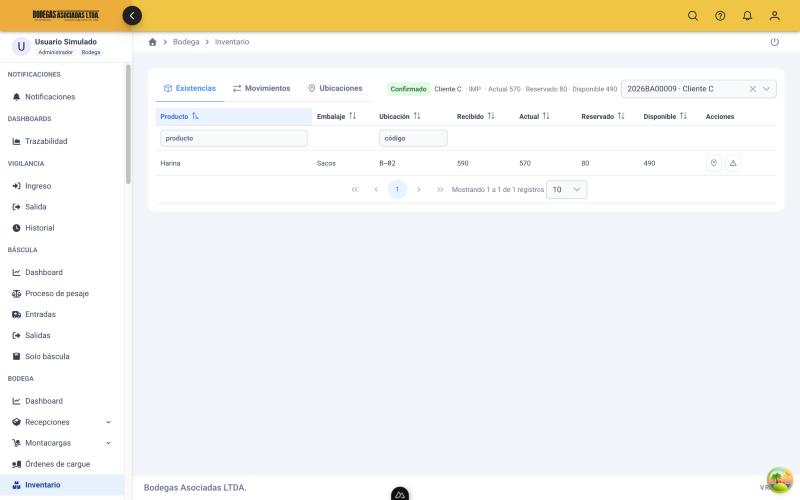 BODEGAS ASOCIADAS LTDA.
U
Usuario Simulado
Administrador Bodega
Bodega Inventario
NOTIFICACIONES
Notificaciones
DASHBOARDS
Trazabilidad
VIGILANCIA
Ingreso
Salida
Historial
BÁSCULA
Dashboard
Proceso de pesaje
Entradas
Salidas
Solo báscula
BODEGA
Dashboard
Recepciones
Montacargas
Órdenes de cargue
Inventario
Existencias Movimientos Ubicaciones Confirmado Cliente C · IMP · Actual 570 · Reservado 80 · Disponible 490 2026BA00009 · Cliente C
Producto Embalaje Ubicación Recibido Actual Reservado Disponible Acciones
producto código
Harina Sacos B-02 590 570 80 490
1 Mostrando 1 a 1 de 1 registros 10
Bodegas Asociadas LTDA.